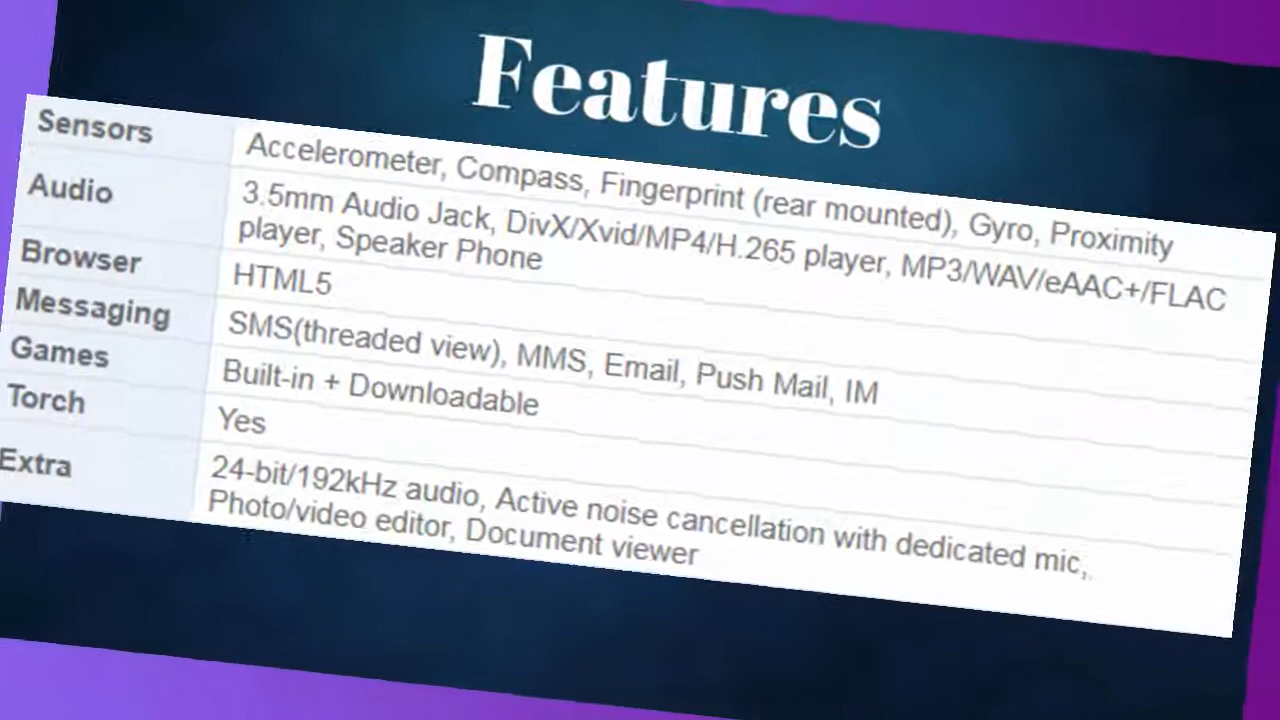 Features
Sensors
Accelerometer, Compass, Fingerprint (rear mounted), Gyro, Proximity
Audio
3.5mm Audio Jack, DivX/Xvid/MP4/H.265 player, MP3/WAV/eAAC+/FLAC
player, Speaker Phone
Browser
HTML5
Messaging
SMS(threaded view), MMS, Email, Push Mail, IM
Games
Built-in + Downloadable
Torch
Yes
Extra
24-bit/192kHz audio, Active noise cancellation with dedicated mic,
Photo/video editor, Document viewer